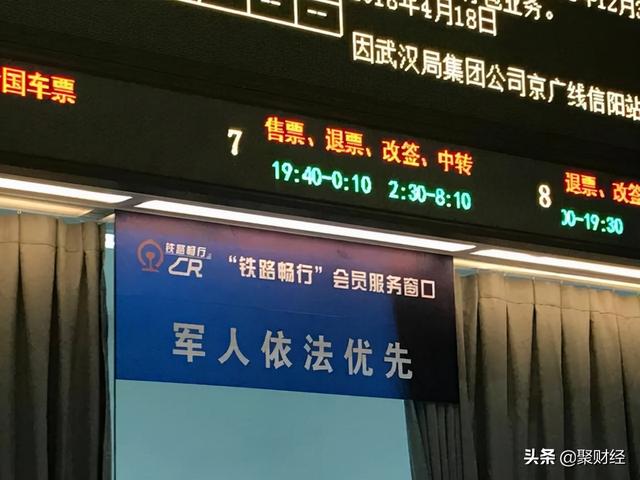 2018年4月18日
务。
因武汉局集团公司京广线信阳站
国车票
7 售票、退票、改签、中转
19:40-0:10 2:30-8:10
8 退票、改签
00-19:30
铁路畅行
CR
“铁路畅行”会员服务窗口
军人依法优先
头条 @聚财经